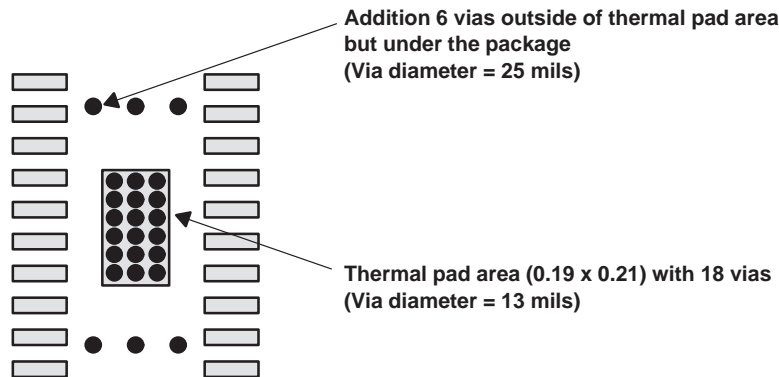 Addition 6 vias outside of thermal pad area
but under the package
(Via diameter = 25 mils)
Thermal pad area (0.19 x 0.21) with 18 vias
(Via diameter = 13 mils)